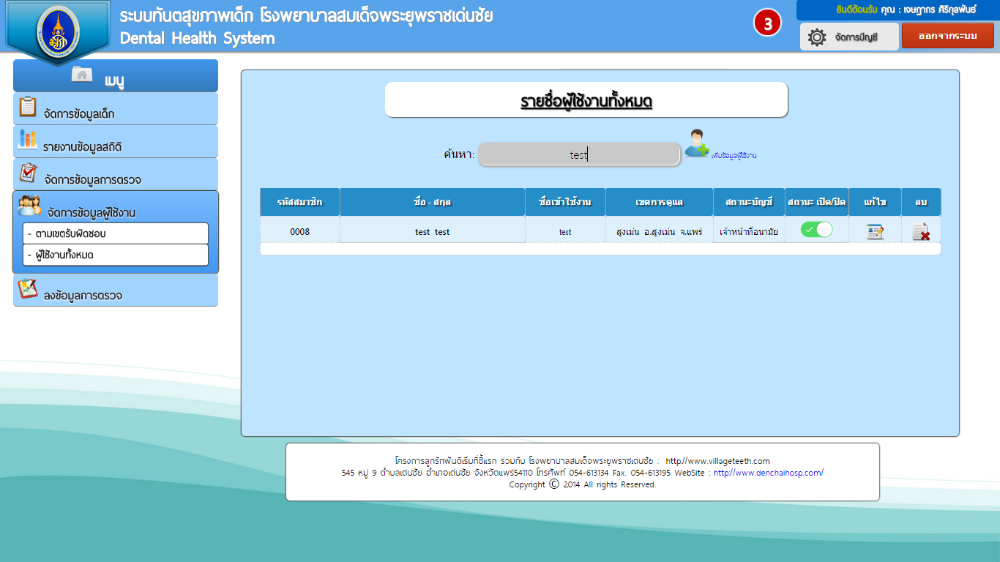 ระบบทันตสุขภาพเด็ก โรงพยาบาลสมเด็จพระยุพราชเด่นชัย
Dental Health System
3
ยินดีต้อนรับ คุณ : เจษฎากร ศิริกุลพันธ์
จัดการบัญชี
ออกจากระบบ
เมนู
จัดการข้อมูลเด็ก
รายงานข้อมูลสถิติ
จัดการข้อมูลการตรวจ
จัดการข้อมูลผู้ใช้งาน
- ตามเขตรับผิดชอบ
- ผู้ใช้งานทั้งหมด
ลงข้อมูลการตรวจ
รายชื่อผู้ใช้งานทั้งหมด
ค้นหา: test
เพิ่มข้อมูลผู้ใช้งาน
รหัสสมาชิก ชื่อ - สกุล ชื่อเข้าใช้งาน เขตการดูแล สถานะบัญชี สถานะ เปิด/ปิด แก้ไข ลบ
0008 test test test สูงเม่น อ.สูงเม่น จ.แพร่ เจ้าหน้าที่อนามัย
โครงการลูกรักฟันดีเริ่มที่ซี่แรก ร่วมกับ โรงพยาบาลสมเด็จพระยุพราชเด่นชัย : http://www.villageteeth.com
545 หมู่ 9 ตำบลเด่นชัย อำเภอเด่นชัย จังหวัดแพร่54110 โทรศัพท์ 054-613134 Fax. 054-613195 WebSite : http://www.denchaihosp.com/
Copyright © 2014 All rights Reserved.